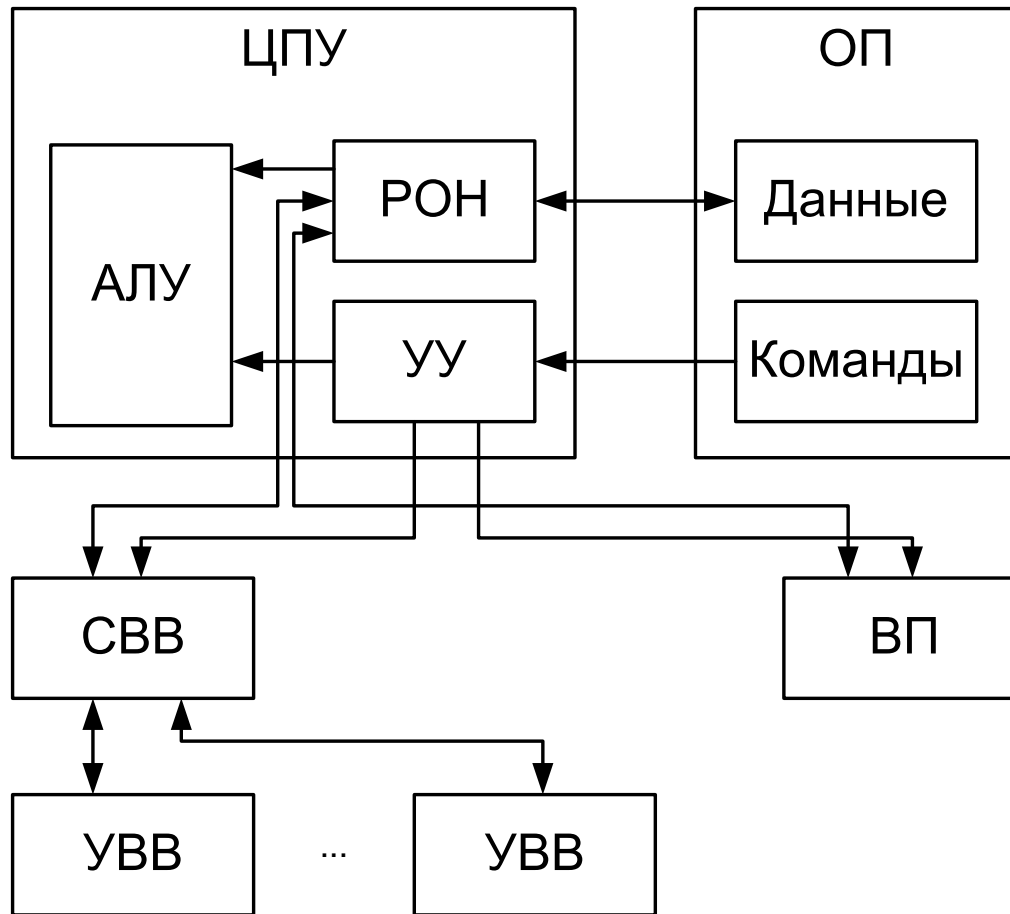 ЦПУ
ОП
АЛУ
РОН
Данные
УУ
Команды
СВВ
ВП
УВВ
...
УВВ